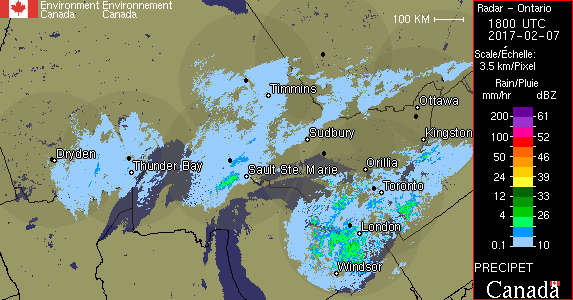 Environment Environnement
Canada Canada
100 KM
Timmins
Ottawa
Sudbury
Kingston
Dryden
Thunder Bay
Sault Ste. Marie
Orillia
Toronto
London
Windsor
Radar - Ontario
1800 UTC
2017-02-07
Scale/Échelle:
3.5 km/Pixel
Rain/Pluie
mm/hr dBZ
200 61
100 52
50 46
24 39
12 33
4 26
0.1 10
PRECIPET
Canada